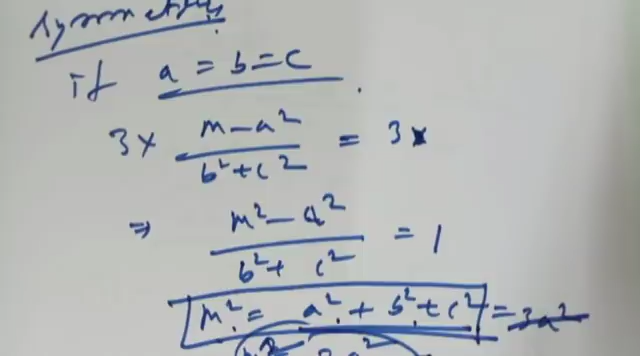 Symmetry
if a = b = c
3 × (m - a²)/(b² + c²) = 3 ×
⇒ (m² - a²)/(b² + c²) = 1
m² = a² + b² + c² = 3a²